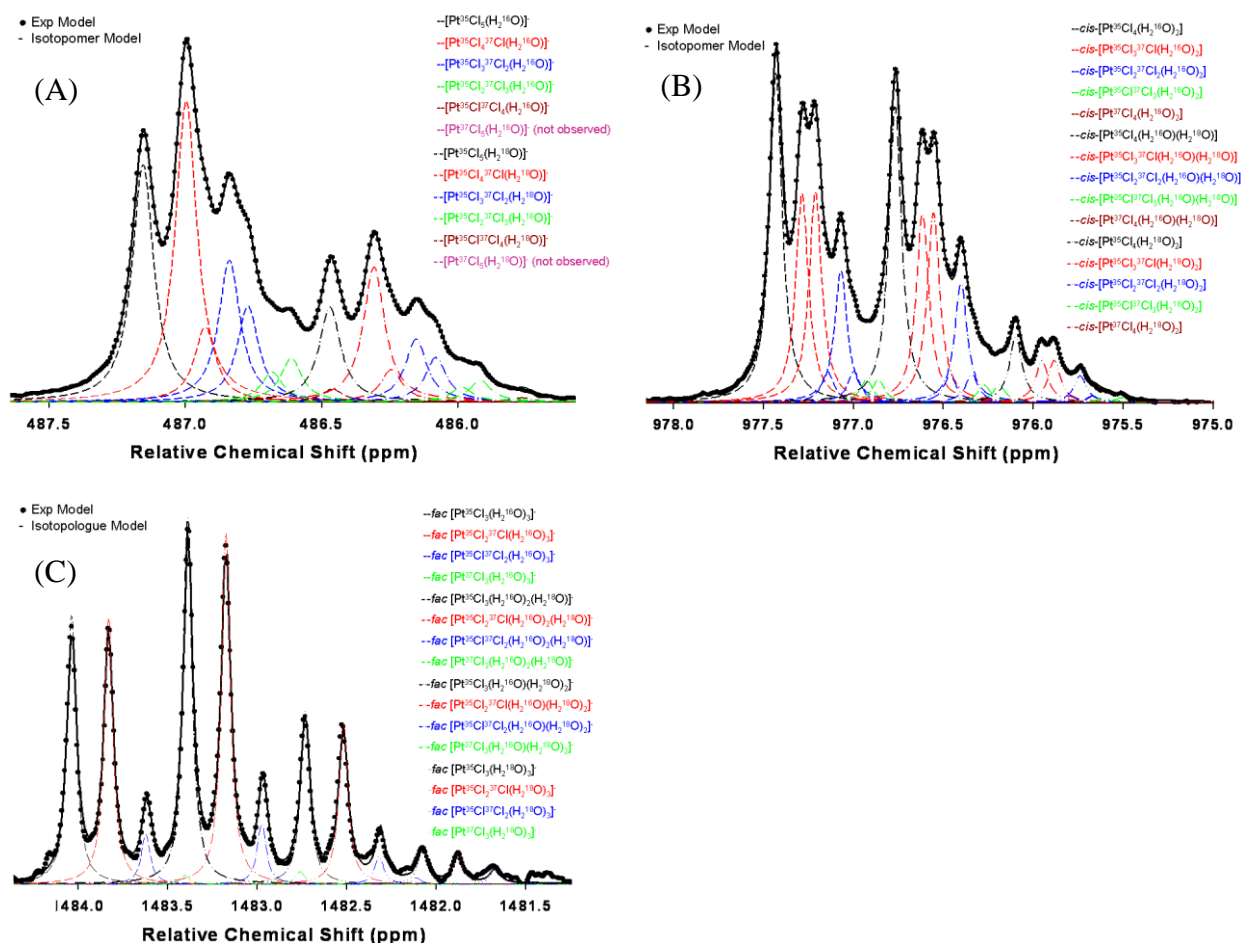 ● Exp Model
- Isotopomer Model
(A)
--[Pt³⁵Cl₅(H₂¹⁶O)]⁻
--[Pt³⁵Cl₄³⁷Cl(H₂¹⁶O)]⁻
--[Pt³⁵Cl₃³⁷Cl₂(H₂¹⁶O)]⁻
--[Pt³⁵Cl₂³⁷Cl₃(H₂¹⁶O)]⁻
--[Pt³⁵Cl³⁷Cl₄(H₂¹⁶O)]⁻
--[Pt³⁷Cl₅(H₂¹⁶O)]⁻ (not observed)
--[Pt³⁵Cl₅(H₂¹⁸O)]⁻
--[Pt³⁵Cl₄³⁷Cl(H₂¹⁸O)]⁻
--[Pt³⁵Cl₃³⁷Cl₂(H₂¹⁸O)]⁻
--[Pt³⁵Cl₂³⁷Cl₃(H₂¹⁸O)]⁻
--[Pt³⁵Cl³⁷Cl₄(H₂¹⁸O)]⁻
--[Pt³⁷Cl₅(H₂¹⁸O)]⁻ (not observed)
487.5 487.0 486.5 486.0
Relative Chemical Shift (ppm)
● Exp Model
- Isotopomer Model
(B)
--cis-[Pt³⁵Cl₄(H₂¹⁶O)₂]
--cis-[Pt³⁵Cl₃³⁷Cl(H₂¹⁶O)₂]
--cis-[Pt³⁵Cl₂³⁷Cl₂(H₂¹⁶O)₂]
--cis-[Pt³⁵Cl³⁷Cl₃(H₂¹⁶O)₂]
--cis-[Pt³⁷Cl₄(H₂¹⁶O)₂]
--cis-[Pt³⁵Cl₄(H₂¹⁶O)(H₂¹⁸O)]
--cis-[Pt³⁵Cl₃³⁷Cl(H₂¹⁶O)(H₂¹⁸O)]
--cis-[Pt³⁵Cl₂³⁷Cl₂(H₂¹⁶O)(H₂¹⁸O)]
--cis-[Pt³⁵Cl³⁷Cl₃(H₂¹⁶O)(H₂¹⁸O)]
--cis-[Pt³⁷Cl₄(H₂¹⁶O)(H₂¹⁸O)]
--cis-[Pt³⁵Cl₄(H₂¹⁸O)₂]
--cis-[Pt³⁵Cl₃³⁷Cl(H₂¹⁸O)₂]
--cis-[Pt³⁵Cl₂³⁷Cl₂(H₂¹⁸O)₂]
--cis-[Pt³⁵Cl³⁷Cl₃(H₂¹⁸O)₂]
--cis-[Pt³⁷Cl₄(H₂¹⁸O)₂]
978.0 977.5 977.0 976.5 976.0 975.5 975.0
Relative Chemical Shift (ppm)
● Exp Model
- Isotopologue Model
(C)
--fac [Pt³⁵Cl₃(H₂¹⁶O)₃]⁻
--fac [Pt³⁵Cl₂³⁷Cl(H₂¹⁶O)₃]⁻
--fac [Pt³⁵Cl³⁷Cl₂(H₂¹⁶O)₃]⁻
--fac [Pt³⁷Cl₃(H₂¹⁶O)₃]⁻
--fac [Pt³⁵Cl₃(H₂¹⁶O)₂(H₂¹⁸O)]⁻
--fac [Pt³⁵Cl₂³⁷Cl(H₂¹⁶O)₂(H₂¹⁸O)]⁻
--fac [Pt³⁵Cl³⁷Cl₂(H₂¹⁶O)₂(H₂¹⁸O)]⁻
--fac [Pt³⁷Cl₃(H₂¹⁶O)₂(H₂¹⁸O)]⁻
--fac [Pt³⁵Cl₃(H₂¹⁶O)(H₂¹⁸O)₂]⁻
--fac [Pt³⁵Cl₂³⁷Cl(H₂¹⁶O)(H₂¹⁸O)₂]⁻
--fac [Pt³⁵Cl³⁷Cl₂(H₂¹⁶O)(H₂¹⁸O)₂]⁻
--fac [Pt³⁷Cl₃(H₂¹⁶O)(H₂¹⁸O)₂]⁻
fac [Pt³⁵Cl₃(H₂¹⁸O)₃]⁻
fac [Pt³⁵Cl₂³⁷Cl(H₂¹⁸O)₃]⁻
fac [Pt³⁵Cl³⁷Cl₂(H₂¹⁸O)₃]⁻
fac [Pt³⁷Cl₃(H₂¹⁸O)₃]⁻
1484.0 1483.5 1483.0 1482.5 1482.0 1481.5
Relative Chemical Shift (ppm)